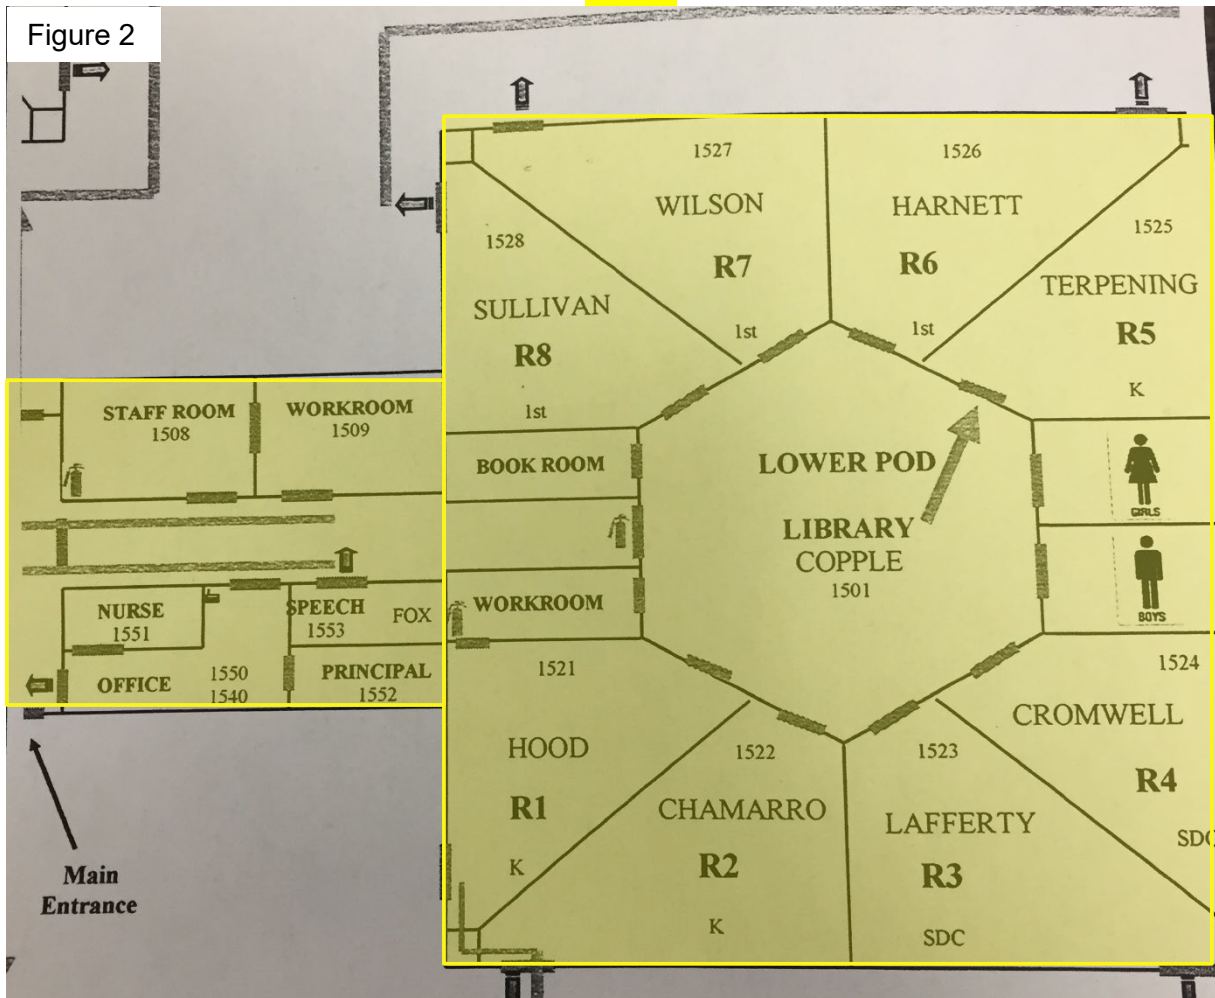 Figure 2
1527
WILSON
R7
1st
1526
HARNETT
R6
1st
1528
SULLIVAN
R8
1st
1525
TERPENING
R5
K
STAFF ROOM
1508
WORKROOM
1509
BOOK ROOM
LOWER POD
LIBRARY
COPPLE
1501
GIRLS
BOYS
WORKROOM
NURSE
1551
SPEECH
1553
FOX
OFFICE
1550
1540
PRINCIPAL
1552
1521
HOOD
R1
K
1522
CHAMARRO
R2
K
1523
LAFFERTY
R3
SDC
1524
CROMWELL
R4
SDC
Main
Entrance